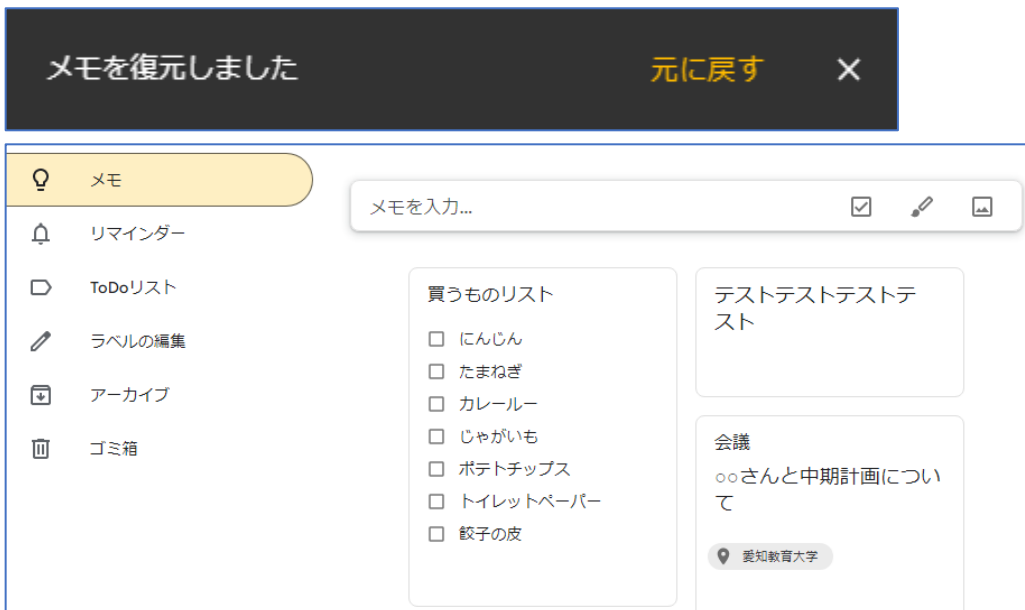 メモを復元しました 元に戻す ×
メモ
リマインダー
ToDoリスト
ラベルの編集
アーカイブ
ゴミ箱
メモを入力...
買うものリスト
にんじん
たまねぎ
カレールー
じゃがいも
ポテトチップス
トイレットペーパー
餃子の皮
テストテストテストテ
スト
会議
○○さんと中期計画につい
て
愛知教育大学